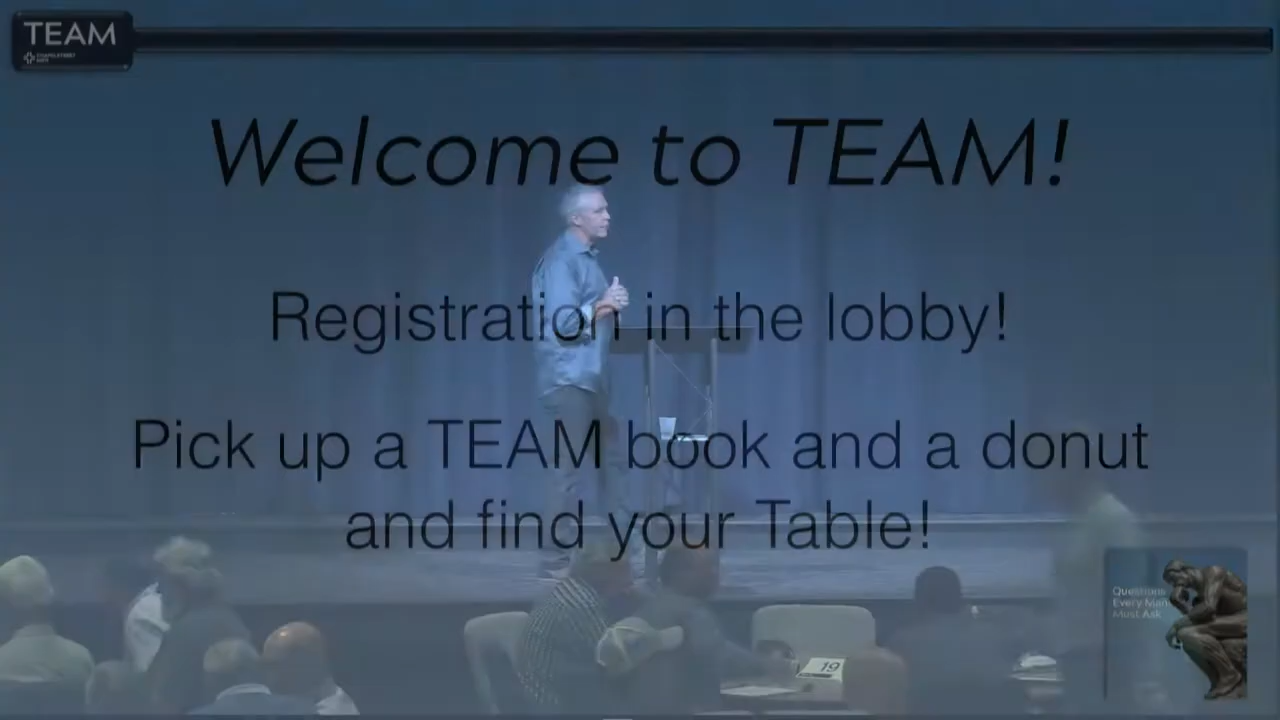 TEAM
Welcome to TEAM!
Registration in the lobby!
Pick up a TEAM book and a donut
and find your Table!
Questions
Every Man
Must Ask
19